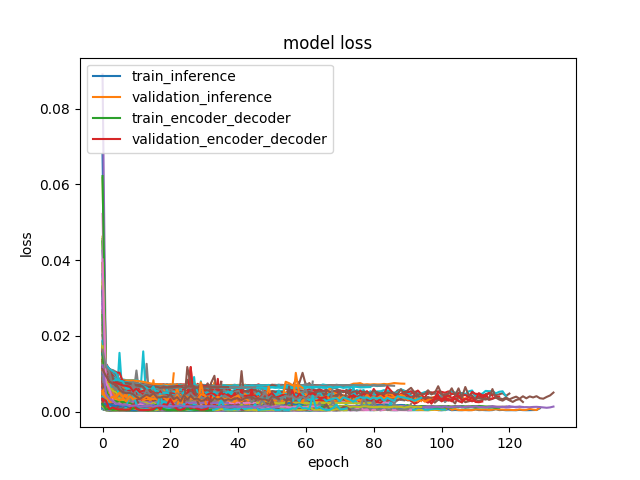 model loss
train_inference
validation_inference
train_encoder_decoder
validation_encoder_decoder
0.08
0.06
0.04
0.02
0.00
loss
0 20 40 60 80 100 120
epoch